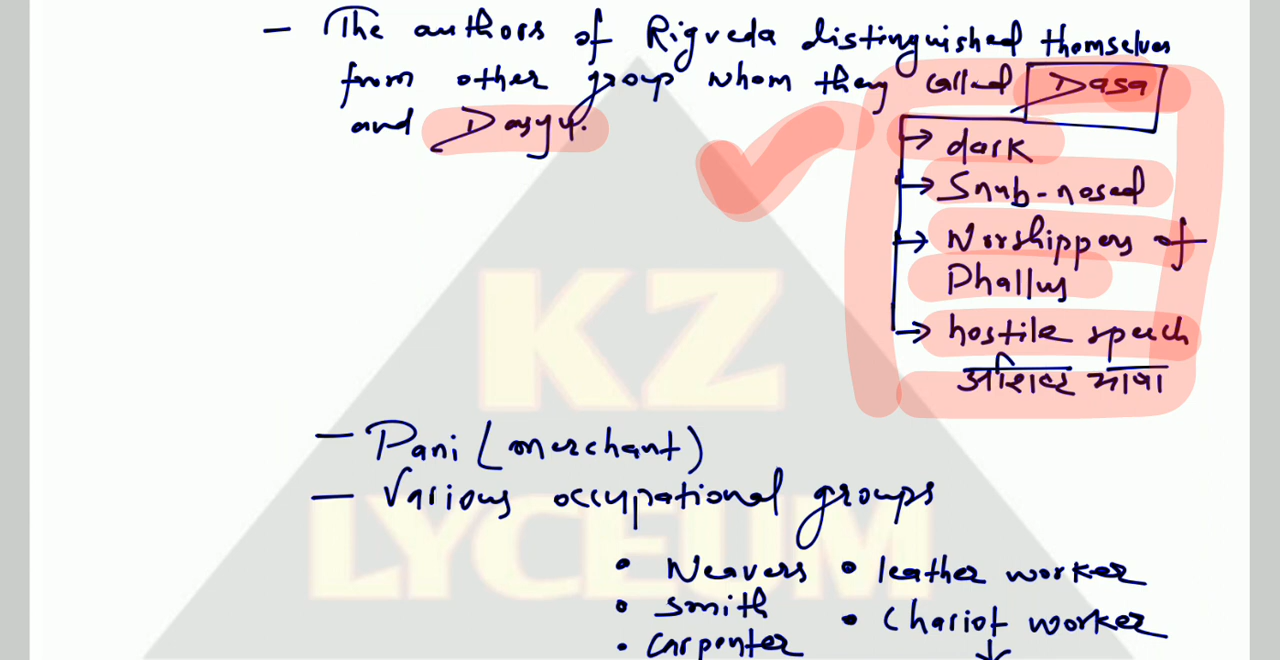 - The authors of Rigveda distinguished themselves
from other group whom they called Dasa
and Dasyu.
→ dark
→ Snub-nosed
→ Worshippers of
Phallus
→ hostile speech
अशिष्ट भाषा
- Pani (merchant)
- Various occupational groups
• Weavers • leather worker
• Smith • Chariot worker
• Carpenter
KZ
LYCEUM